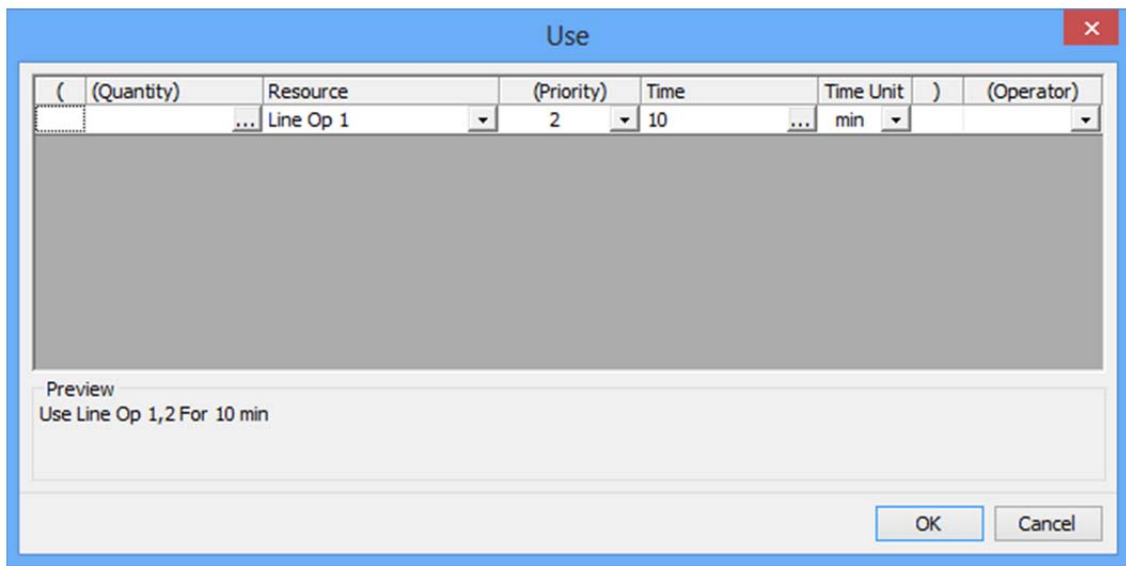 Use
( (Quantity) Resource (Priority) Time Time Unit ) (Operator)
... Line Op 1 2 10 ... min
Preview
Use Line Op 1,2 For 10 min
OK Cancel